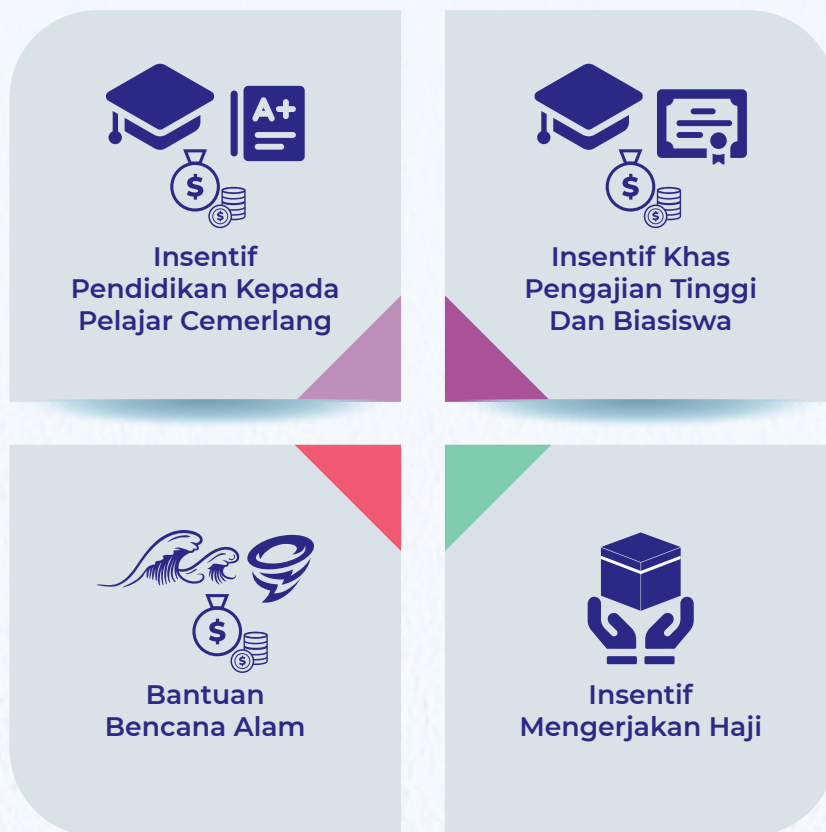 A+
$
$
Insentif
Pendidikan Kepada
Pelajar Cemerlang
$
$
Insentif Khas
Pengajian Tinggi
Dan Biasiswa
$
$
Bantuan
Bencana Alam
Insentif
Mengerjakan Haji